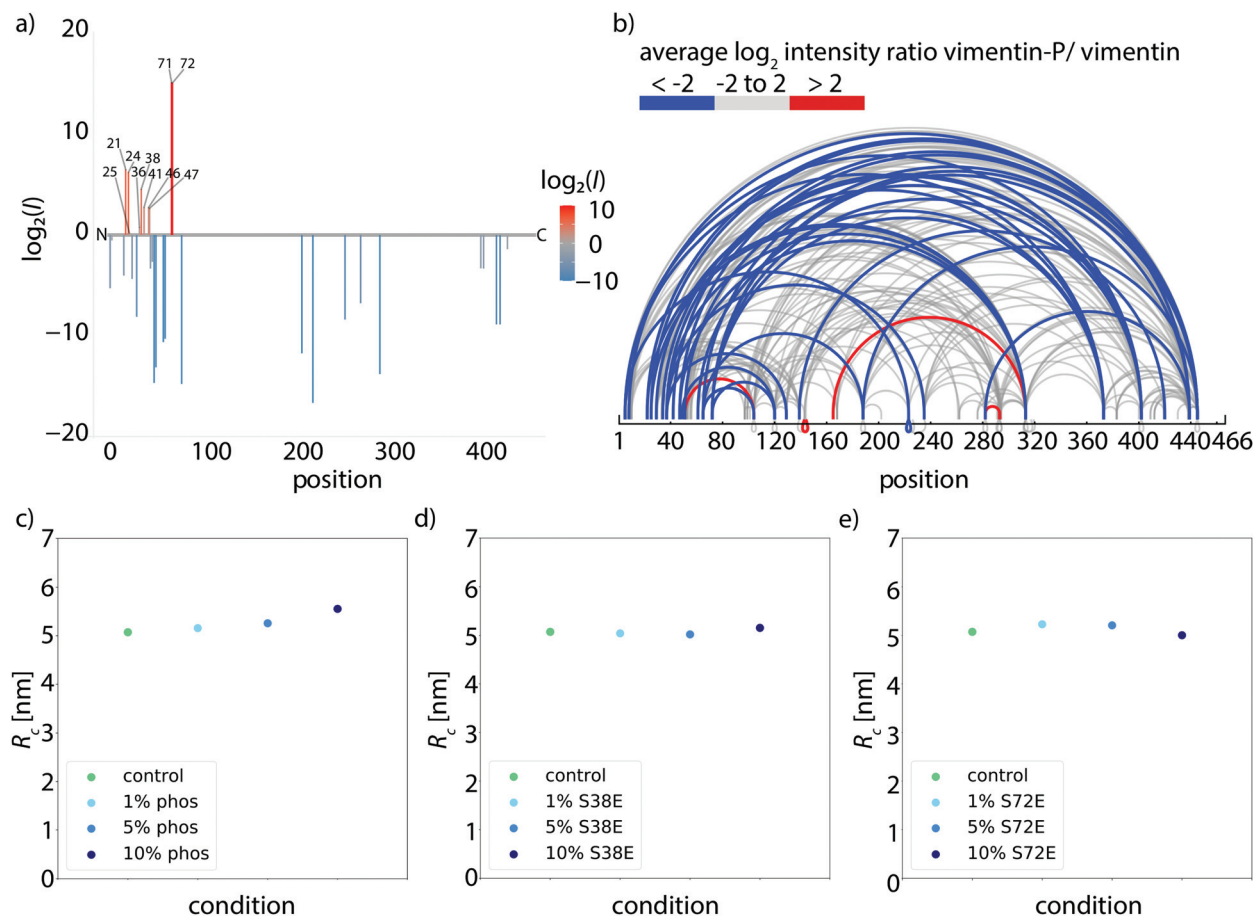 a)
20
10
0
−10
−20
log₂(I)
71 72
21
24
38
25
36
41
46
47
N
C
0
100
200
300
400
position
log₂(I)
10
0
−10
b)
average log₂ intensity ratio vimentin-P/ vimentin
< -2
-2 to 2
> 2
1
40
80
120
160
200
240
280
320
360
400
440
466
position
c)
7
6
5
4
3
2
1
0
R_c [nm]
control
1% phos
5% phos
10% phos
condition
d)
7
6
5
4
3
2
1
0
R_c [nm]
control
1% S38E
5% S38E
10% S38E
condition
e)
7
6
5
4
3
2
1
0
R_c [nm]
control
1% S72E
5% S72E
10% S72E
condition